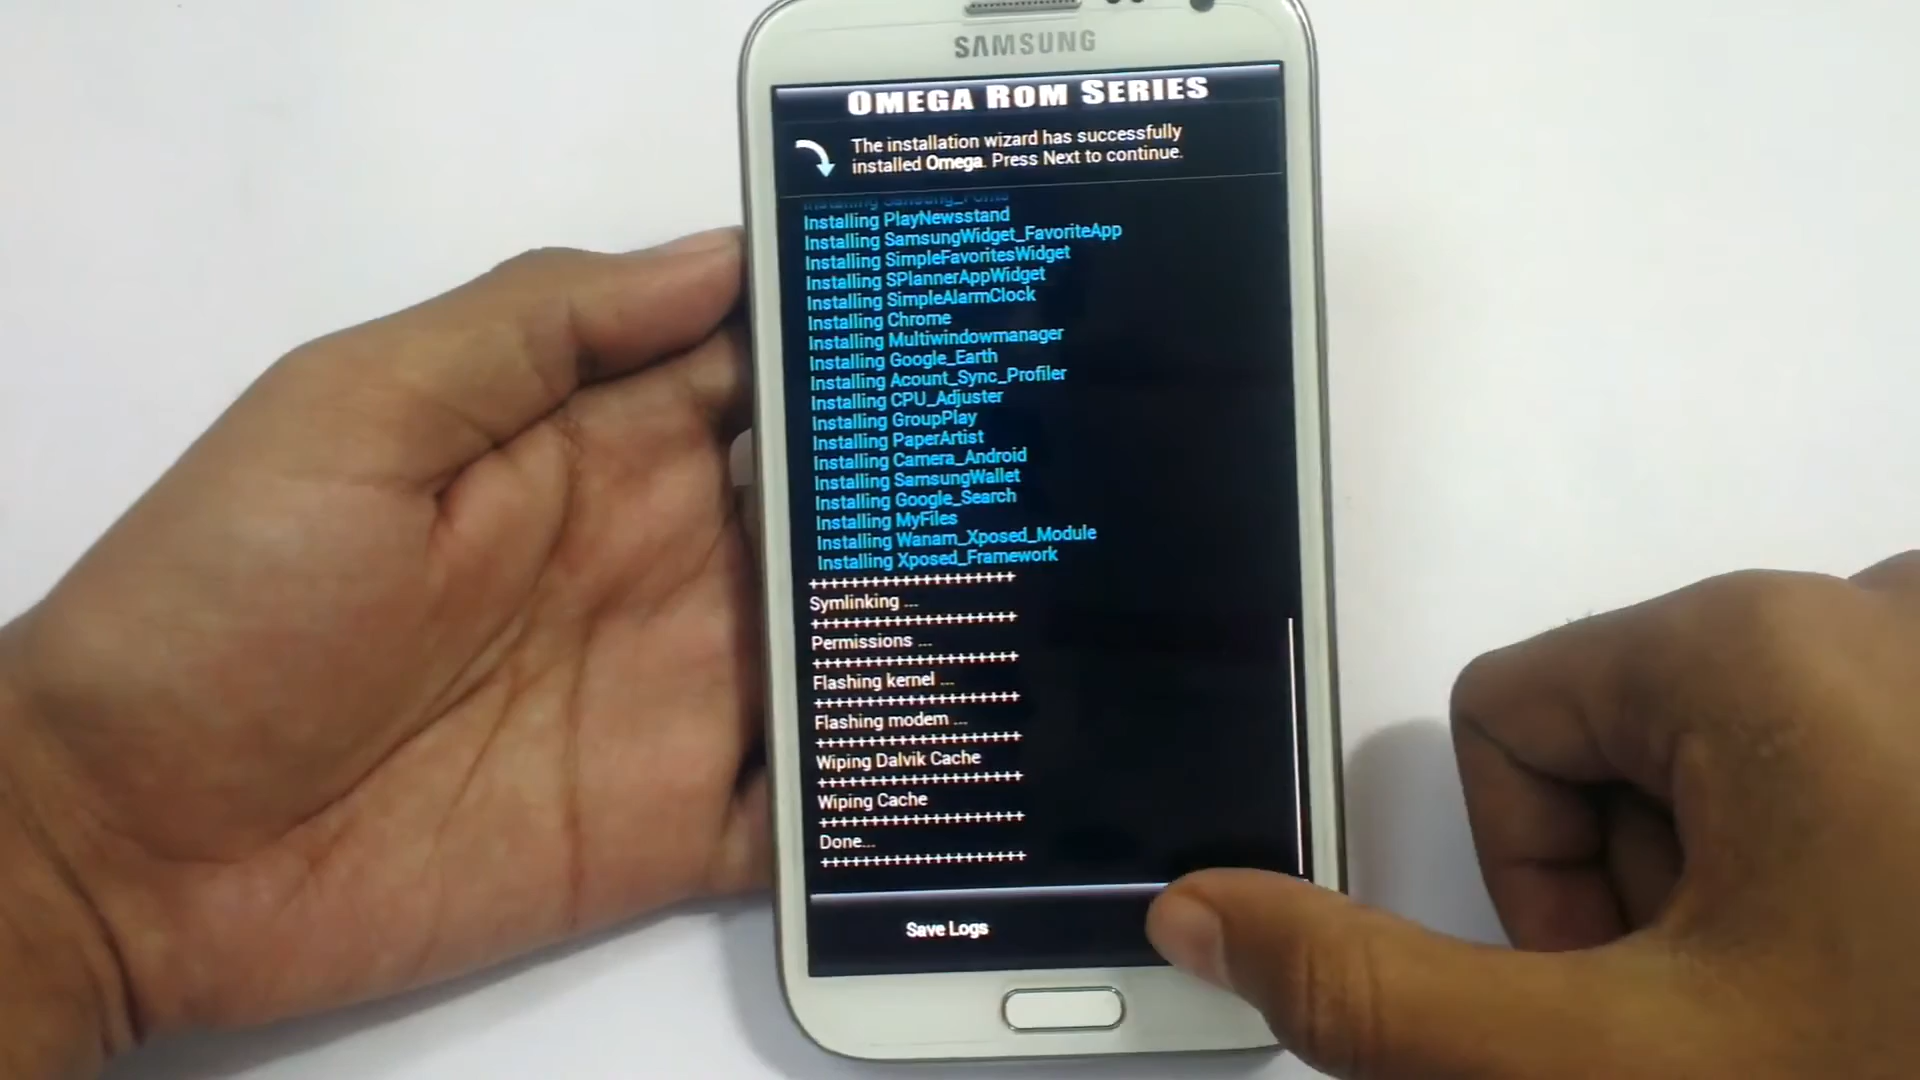 SAMSUNG
OMEGA ROM SERIES
The installation wizard has successfully
installed Omega. Press Next to continue.
Installing
Installing PlayNewsstand
Installing SamsungWidget_FavoriteApp
Installing SimpleFavoritesWidget
Installing SPlannerAppWidget
Installing SimpleAlarmClock
Installing Chrome
Installing Multiwindowmanager
Installing Google_Earth
Installing Acount_Sync_Profiler
Installing CPU_Adjuster
Installing GroupPlay
Installing PaperArtist
Installing Camera_Android
Installing SamsungWallet
Installing Google_Search
Installing MyFiles
Installing Wanam_Xposed_Module
Installing Xposed_Framework
++++++++++++++++++++
Symlinking ...
++++++++++++++++++++
Permissions ...
++++++++++++++++++++
Flashing kernel ...
++++++++++++++++++++
Flashing modem ...
++++++++++++++++++++
Wiping Dalvik Cache
++++++++++++++++++++
Wiping Cache
++++++++++++++++++++
Done...
++++++++++++++++++++
Save Logs